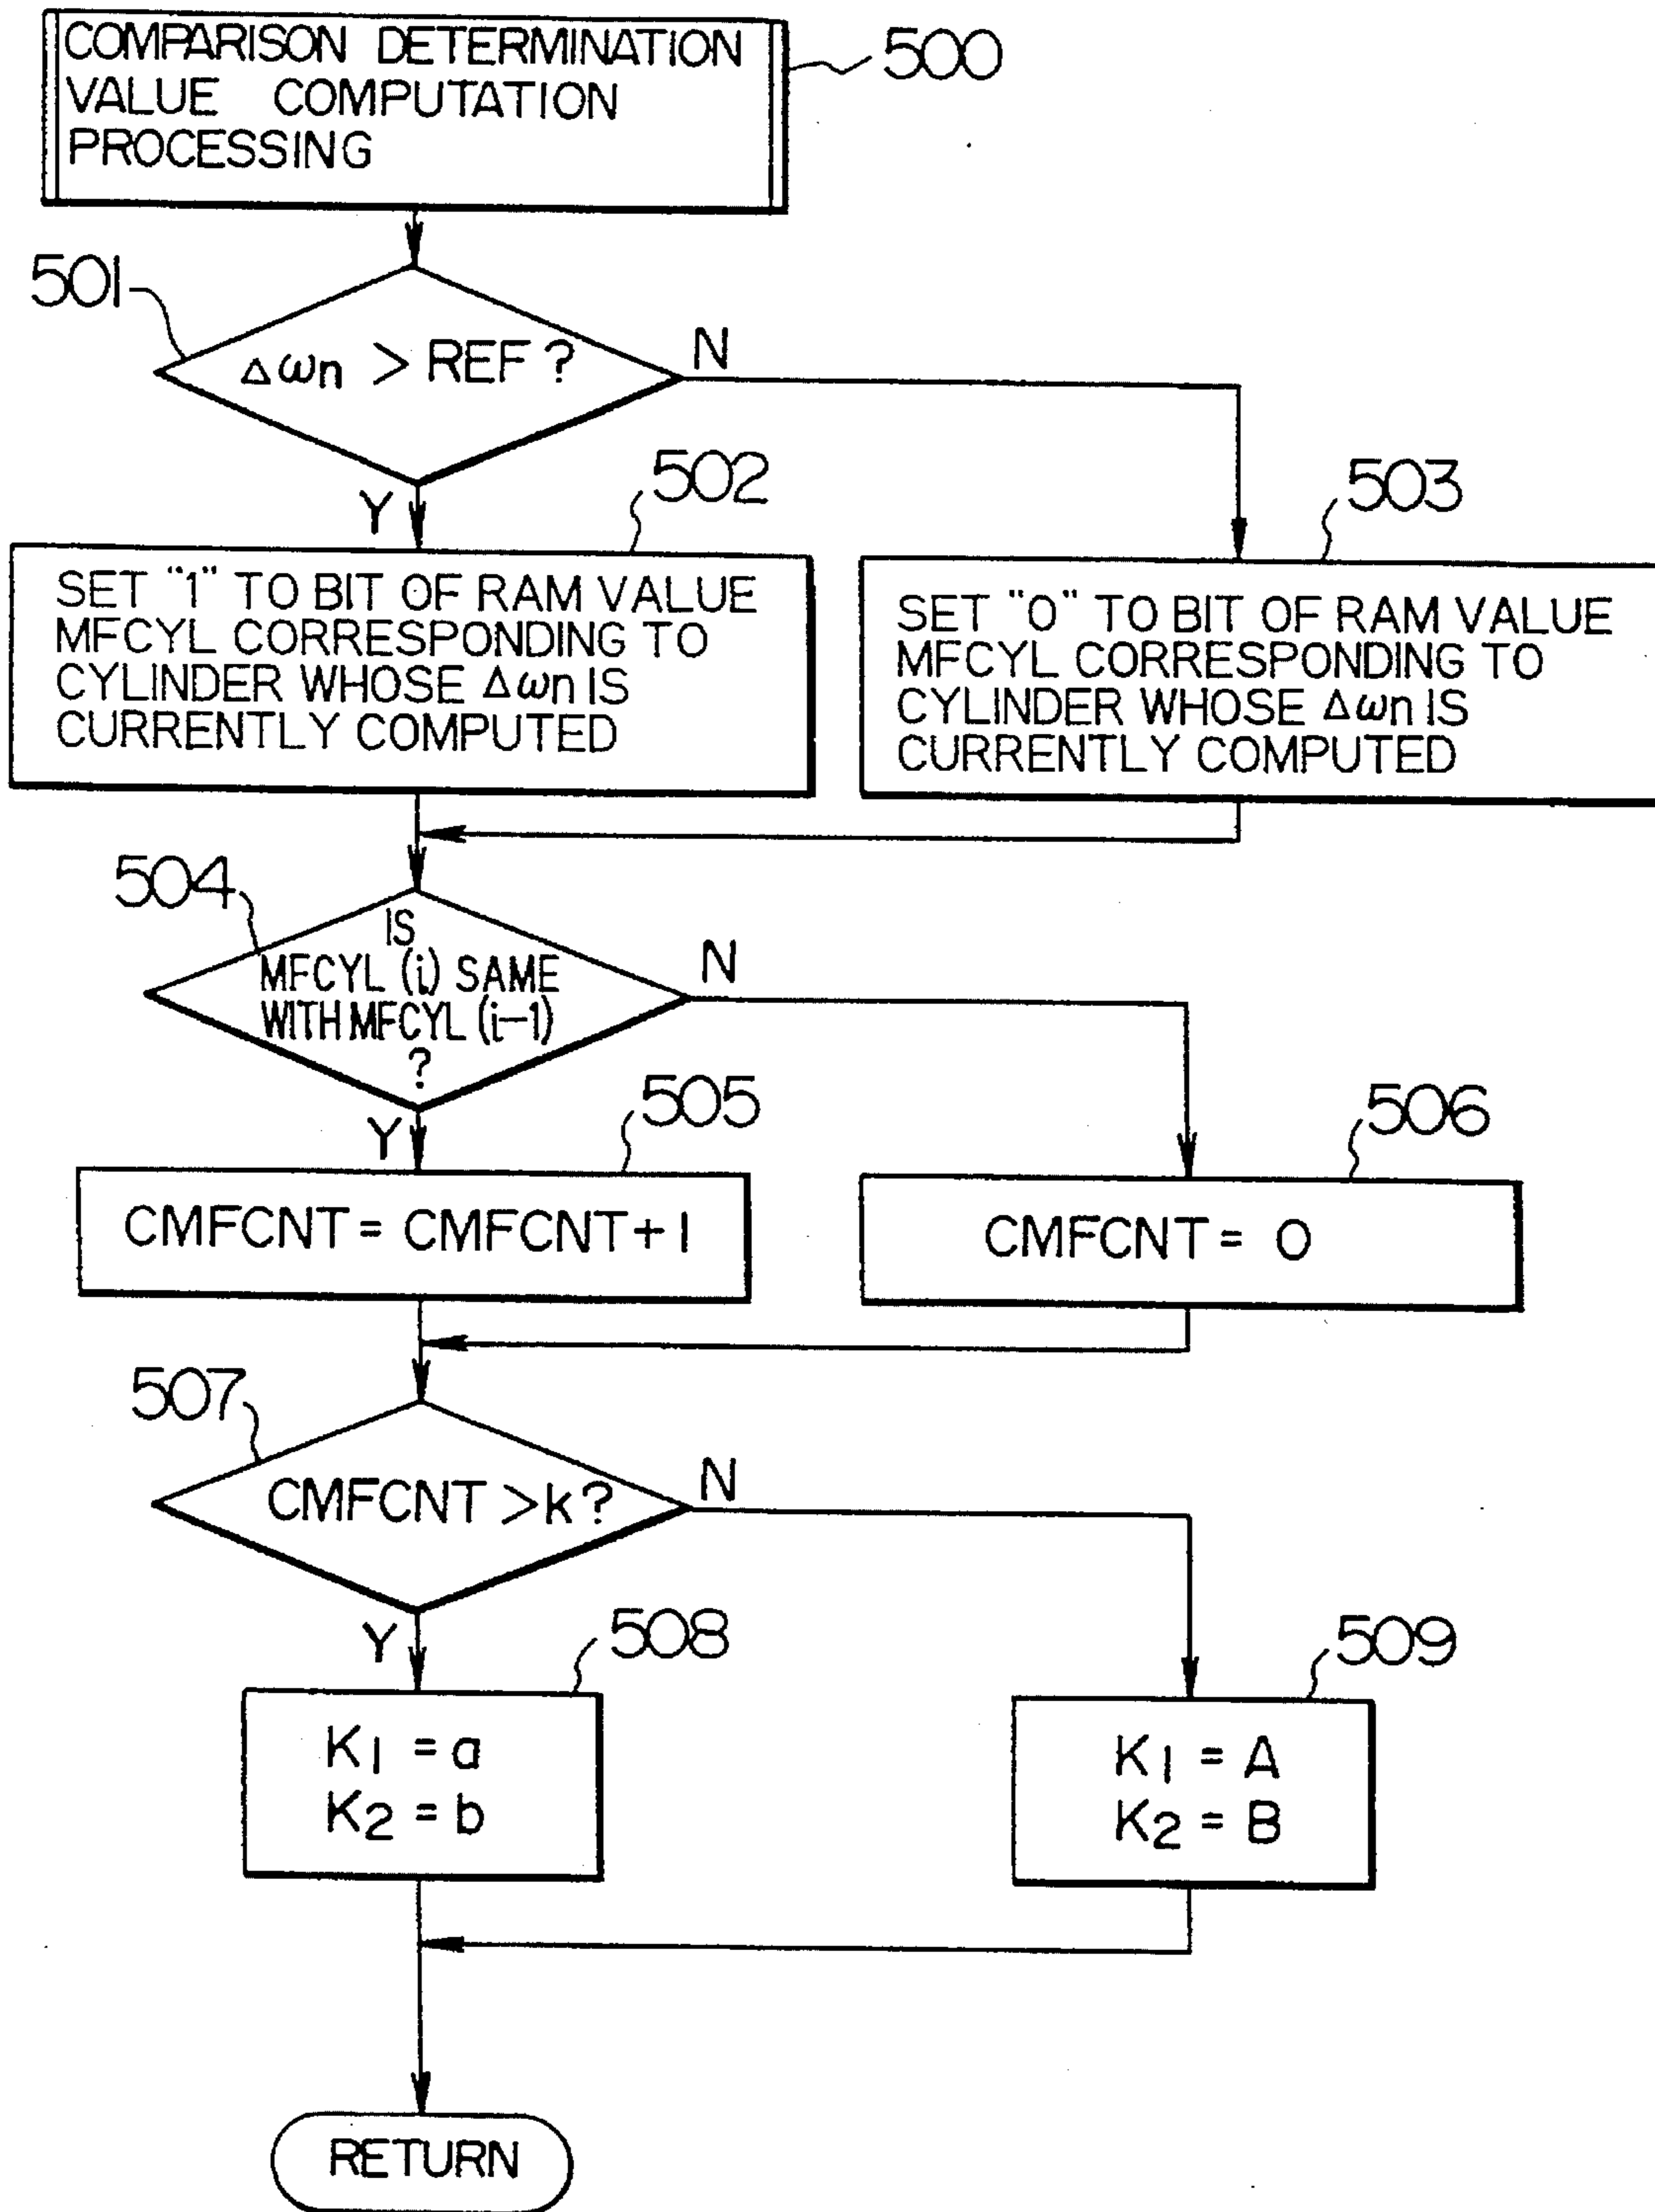 COMPARISON DETERMINATION
VALUE COMPUTATION
PROCESSING
500
501
Δωn > REF ?
N
Y
502
503
SET "1" TO BIT OF RAM VALUE
MFCYL CORRESPONDING TO
CYLINDER WHOSE Δωn IS
CURRENTLY COMPUTED
SET "0" TO BIT OF RAM VALUE
MFCYL CORRESPONDING TO
CYLINDER WHOSE Δωn IS
CURRENTLY COMPUTED
504
IS
MFCYL (i) SAME
WITH MFCYL (i-1)
?
N
Y
505
506
CMFCNT = CMFCNT + 1
CMFCNT = 0
507
CMFCNT > k ?
N
Y
508
509
K1 = a
K2 = b
K1 = A
K2 = B
RETURN